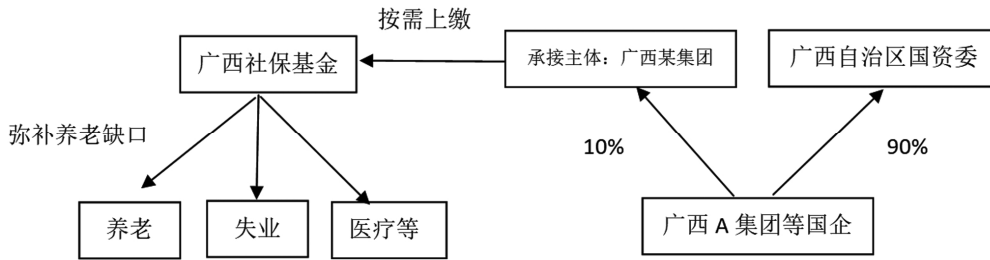 按需上缴
广西社保基金
承接主体：广西某集团
广西自治区国资委
弥补养老缺口
10%
90%
养老
失业
医疗等
广西 A 集团等国企